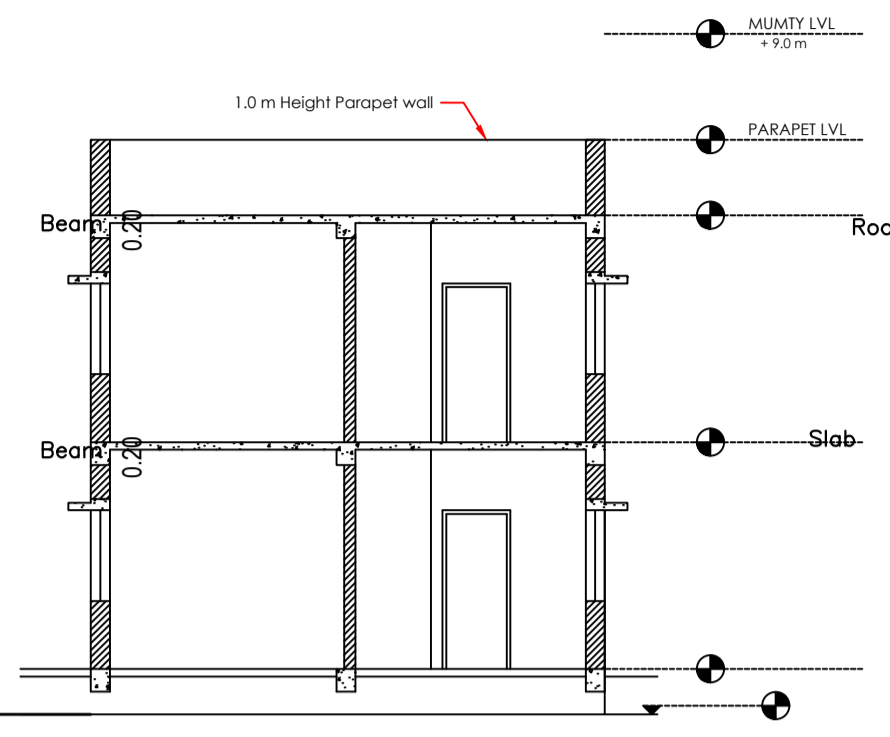 MUMTY LVL
+ 9.0 m
1.0 m Height Parapet wall
PARAPET LVL
Beam
0.20
Roo
Beam
0.20
Slab